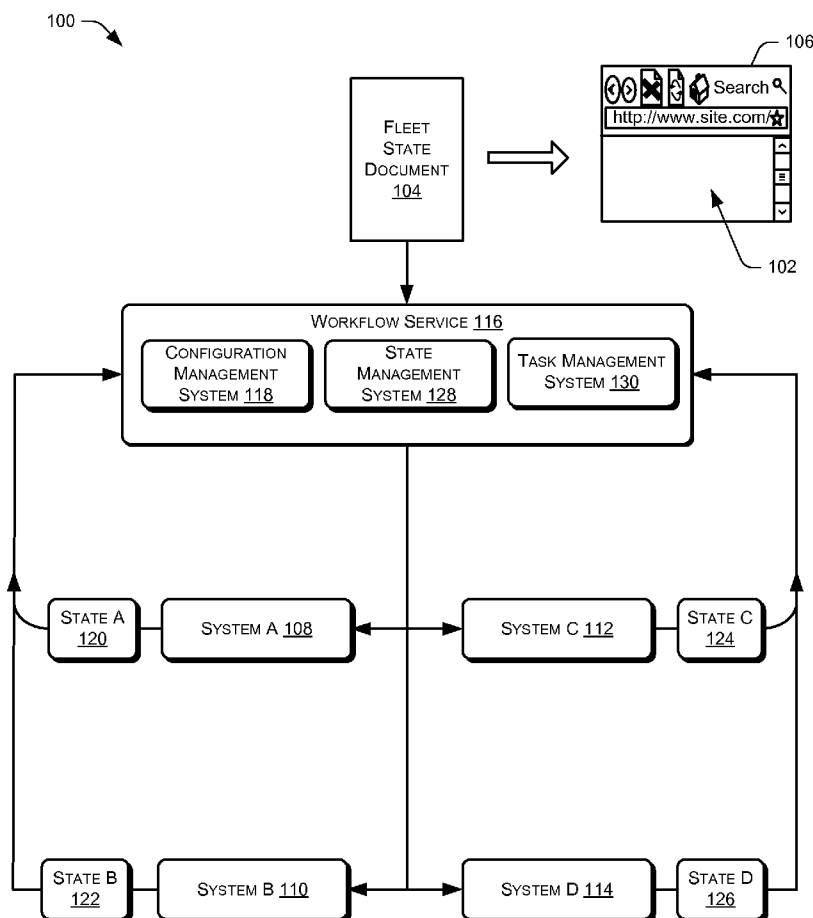 100
106
Search
http://www.site.com/
FLEET
STATE
DOCUMENT
104
102
WORKFLOW SERVICE 116
CONFIGURATION
MANAGEMENT
SYSTEM 118
STATE
MANAGEMENT
SYSTEM 128
TASK MANAGEMENT
SYSTEM 130
STATE A
120
SYSTEM A 108
SYSTEM C 112
STATE C
124
STATE B
122
SYSTEM B 110
SYSTEM D 114
STATE D
126